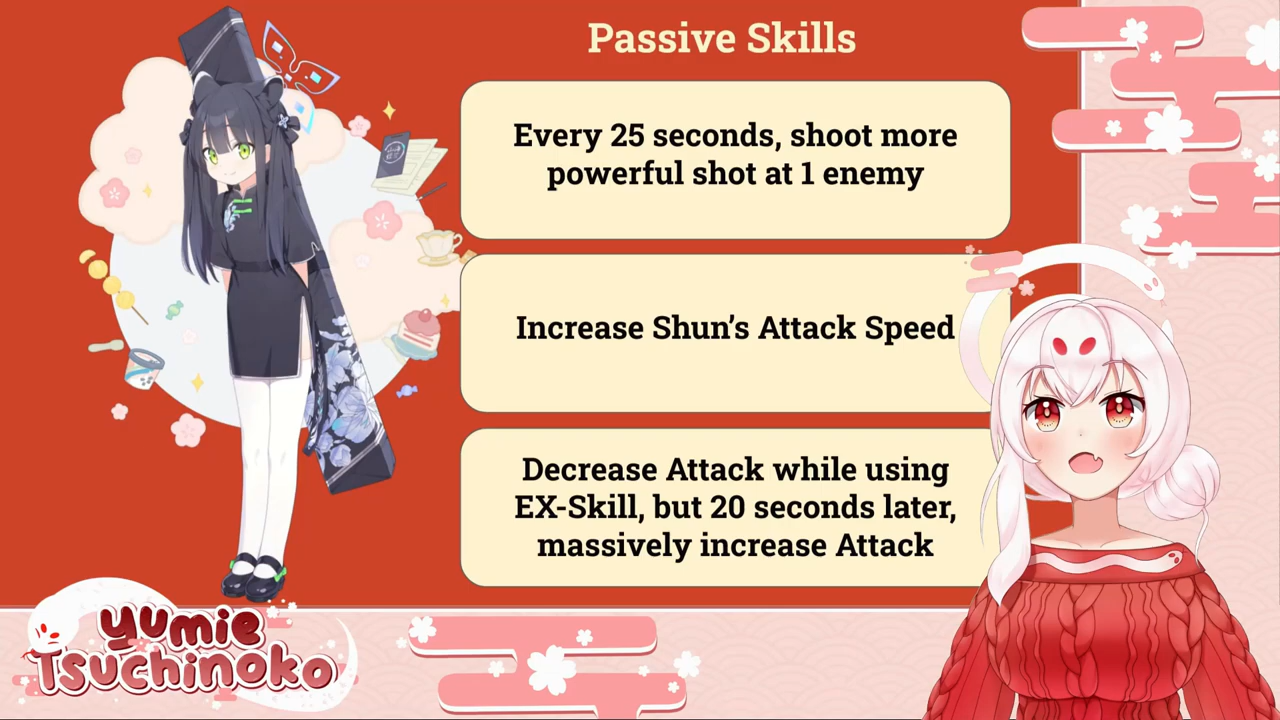 Passive Skills
Every 25 seconds, shoot more
powerful shot at 1 enemy
Increase Shun's Attack Speed
Decrease Attack while using
EX-Skill, but 20 seconds later,
massively increase Attack
yumie
Tsuchinoko